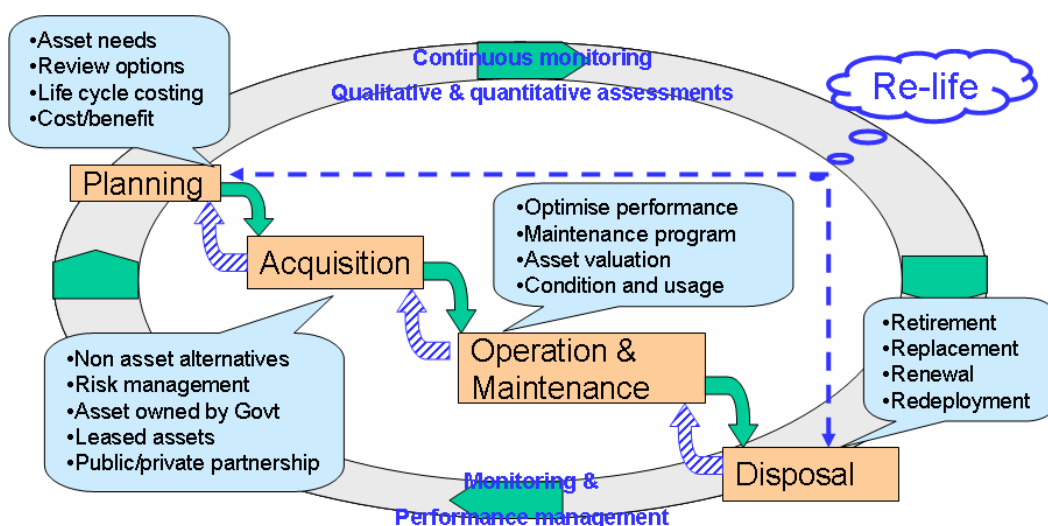 •Asset needs
•Review options
•Life cycle costing
•Cost/benefit
Continuous monitoring
Qualitative & quantitative assessments
Re-life
Planning
•Optimise performance
•Maintenance program
•Asset valuation
•Condition and usage
Acquisition
•Non asset alternatives
•Risk management
•Asset owned by Govt
•Leased assets
•Public/private partnership
Operation &
Maintenance
•Retirement
•Replacement
•Renewal
•Redeployment
Disposal
Monitoring &
Performance management